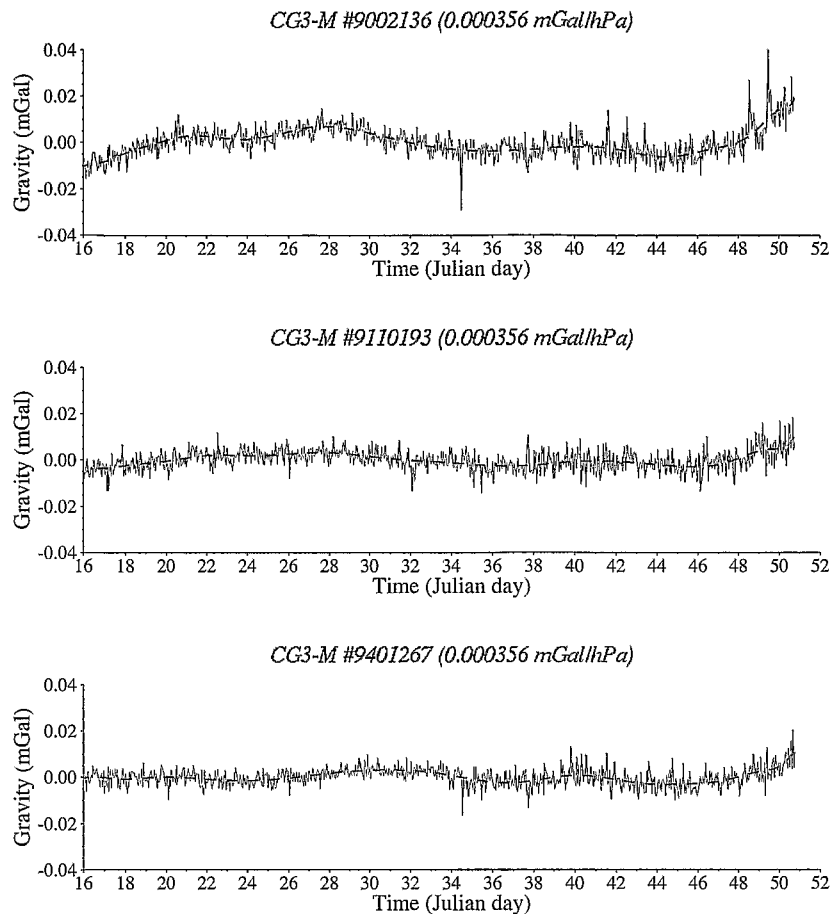 CG3-M #9002136 (0.000356 mGal/hPa)
Gravity (mGal)
0.04
0.02
0.00
-0.02
-0.04
16 18 20 22 24 26 28 30 32 34 36 38 40 42 44 46 48 50 52
Time (Julian day)
CG3-M #9110193 (0.000356 mGal/hPa)
Gravity (mGal)
0.04
0.02
0.00
-0.02
-0.04
16 18 20 22 24 26 28 30 32 34 36 38 40 42 44 46 48 50 52
Time (Julian day)
CG3-M #9401267 (0.000356 mGal/hPa)
Gravity (mGal)
0.04
0.02
0.00
-0.02
-0.04
16 18 20 22 24 26 28 30 32 34 36 38 40 42 44 46 48 50 52
Time (Julian day)